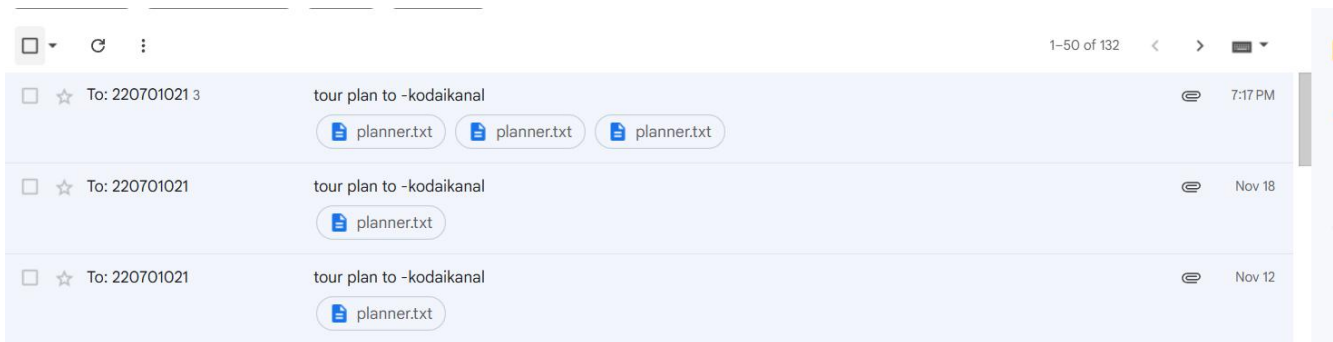 1–50 of 132
To: 220701021 3 tour plan to -kodaikanal 7:17 PM
planner.txt planner.txt planner.txt
To: 220701021 tour plan to -kodaikanal Nov 18
planner.txt
To: 220701021 tour plan to -kodaikanal Nov 12
planner.txt